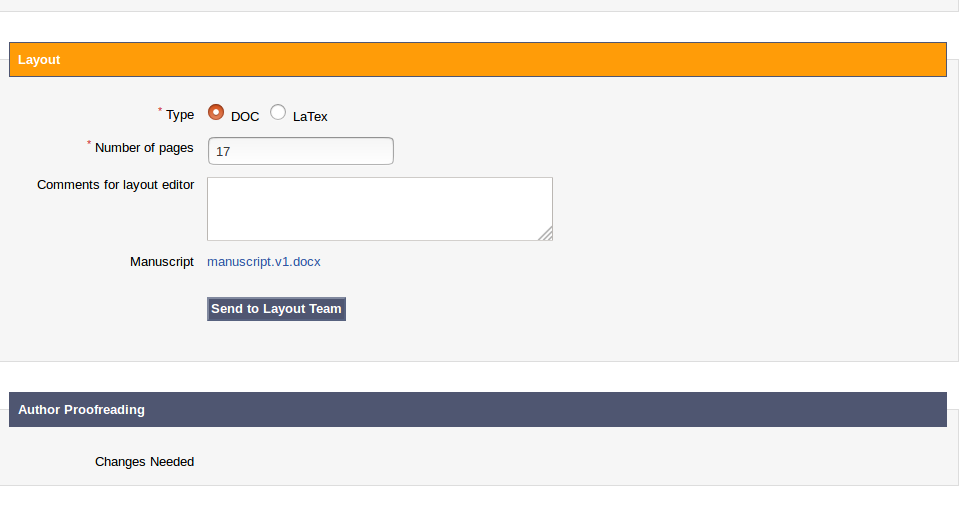 Layout
* Type DOC LaTex
* Number of pages 17
Comments for layout editor
Manuscript manuscript.v1.docx
Send to Layout Team
Author Proofreading
Changes Needed